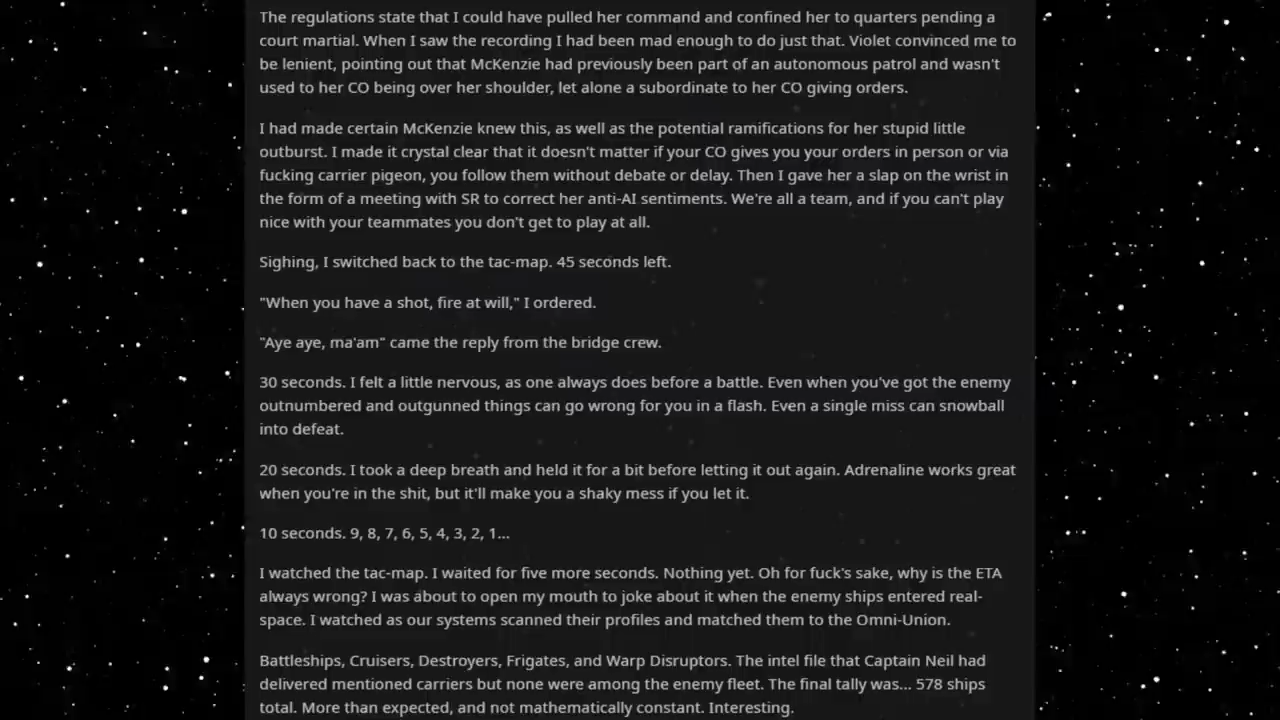 The regulations state that I could have pulled her command and confined her to quarters pending a
court martial. When I saw the recording I had been mad enough to do just that. Violet convinced me to
be lenient, pointing out that McKenzie had previously been part of an autonomous patrol and wasn't
used to her CO being over her shoulder, let alone a subordinate to her CO giving orders.
I had made certain McKenzie knew this, as well as the potential ramifications for her stupid little
outburst. I made it crystal clear that it doesn't matter if your CO gives you your orders in person or via
fucking carrier pigeon, you follow them without debate or delay. Then I gave her a slap on the wrist in
the form of a meeting with SR to correct her anti-AI sentiments. We're all a team, and if you can't play
nice with your teammates you don't get to play at all.
Sighing, I switched back to the tac-map. 45 seconds left.
"When you have a shot, fire at will," I ordered.
"Aye aye, ma'am" came the reply from the bridge crew.
30 seconds. I felt a little nervous, as one always does before a battle. Even when you've got the enemy
outnumbered and outgunned things can go wrong for you in a flash. Even a single miss can snowball
into defeat.
20 seconds. I took a deep breath and held it for a bit before letting it out again. Adrenaline works great
when you're in the shit, but it'll make you a shaky mess if you let it.
10 seconds. 9, 8, 7, 6, 5, 4, 3, 2, 1...
I watched the tac-map. I waited for five more seconds. Nothing yet. Oh for fuck's sake, why is the ETA
always wrong? I was about to open my mouth to joke about it when the enemy ships entered real-
space. I watched as our systems scanned their profiles and matched them to the Omni-Union.
Battleships, Cruisers, Destroyers, Frigates, and Warp Disruptors. The intel file that Captain Neil had
delivered mentioned carriers but none were among the enemy fleet. The final tally was... 578 ships
total. More than expected, and not mathematically constant. Interesting.